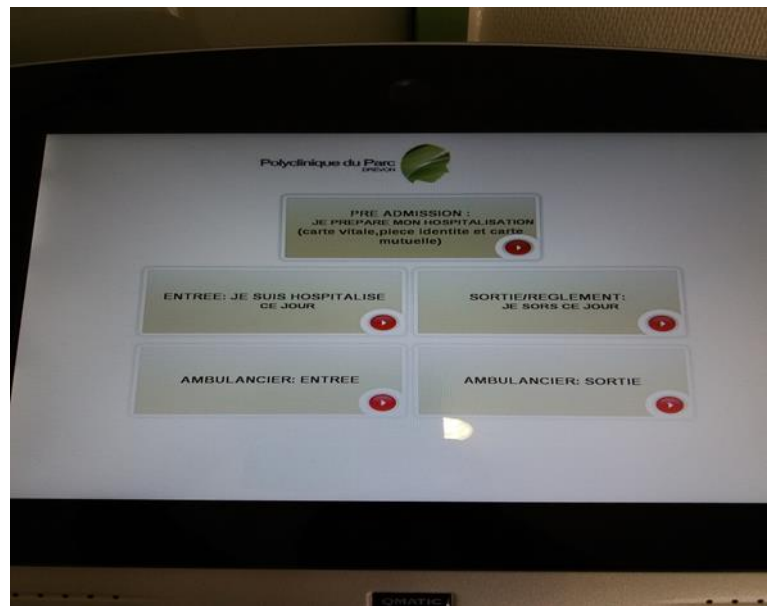 Polyclinique du Parc
DREVON
PRE ADMISSION :
JE PREPARE MON HOSPITALISATION
(carte vitale,piece identite et carte
mutuelle)
ENTREE: JE SUIS HOSPITALISE
CE JOUR
SORTIE/REGLEMENT:
JE SORS CE JOUR
AMBULANCIER: ENTREE
AMBULANCIER: SORTIE
QMATIC